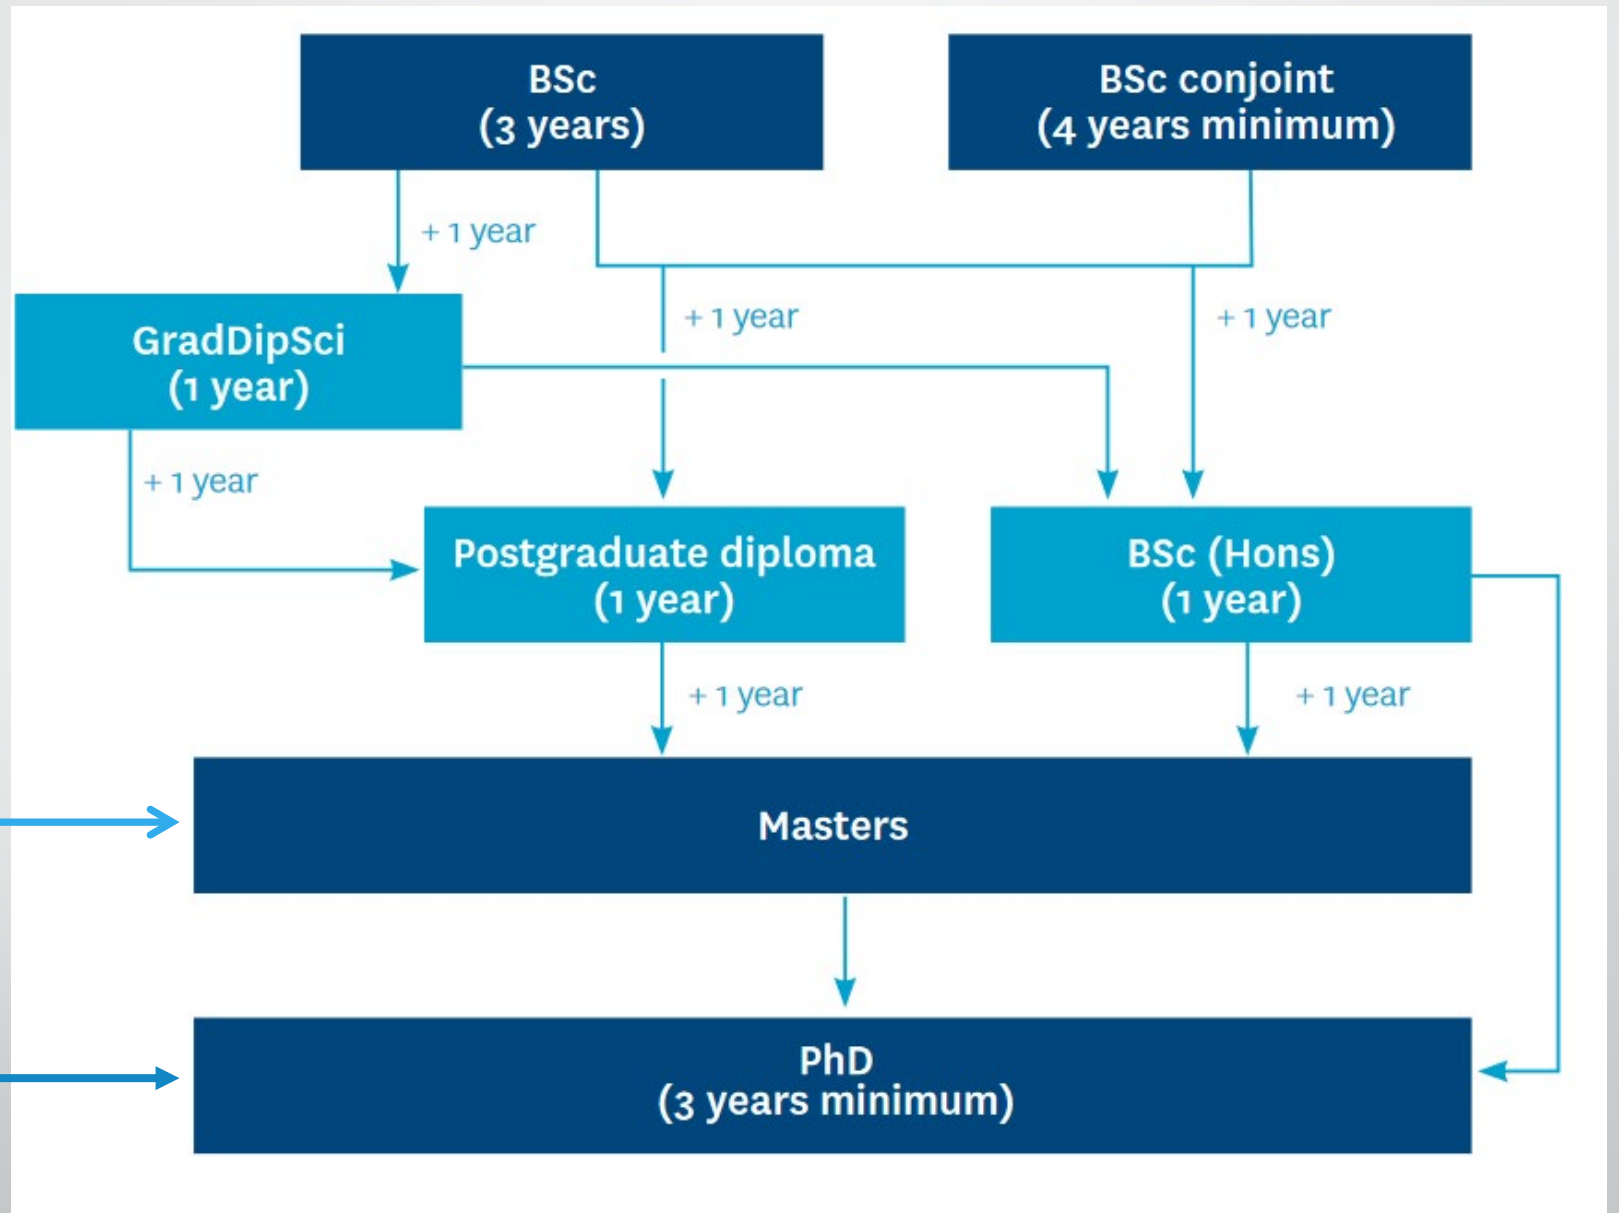 BSc
(3 years)
BSc conjoint
(4 years minimum)
+ 1 year
GradDipSci
(1 year)
+ 1 year
+ 1 year
+ 1 year
Postgraduate diploma
(1 year)
BSc (Hons)
(1 year)
+ 1 year
+ 1 year
Masters
PhD
(3 years minimum)